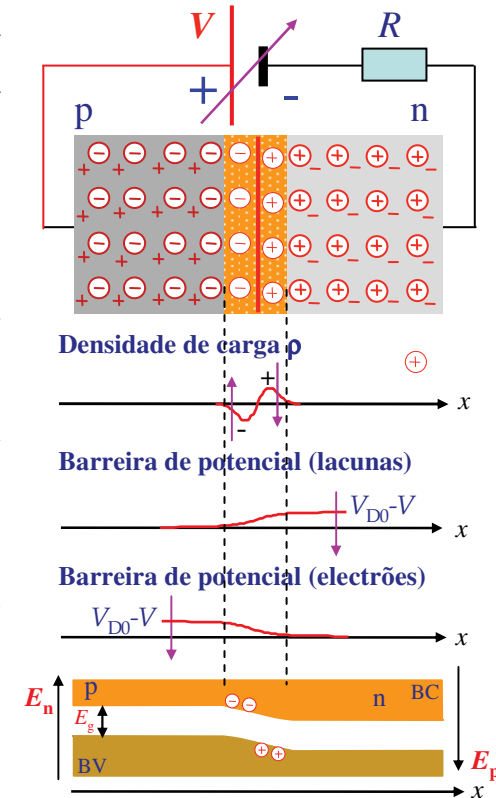 V R
+ -
p n
Densidade de carga ρ
+
-
x
Barreira de potencial (lacunas)
V_D0-V
x
Barreira de potencial (electrões)
V_D0-V
x
E_n p n BC
E_g
BV E_p
x